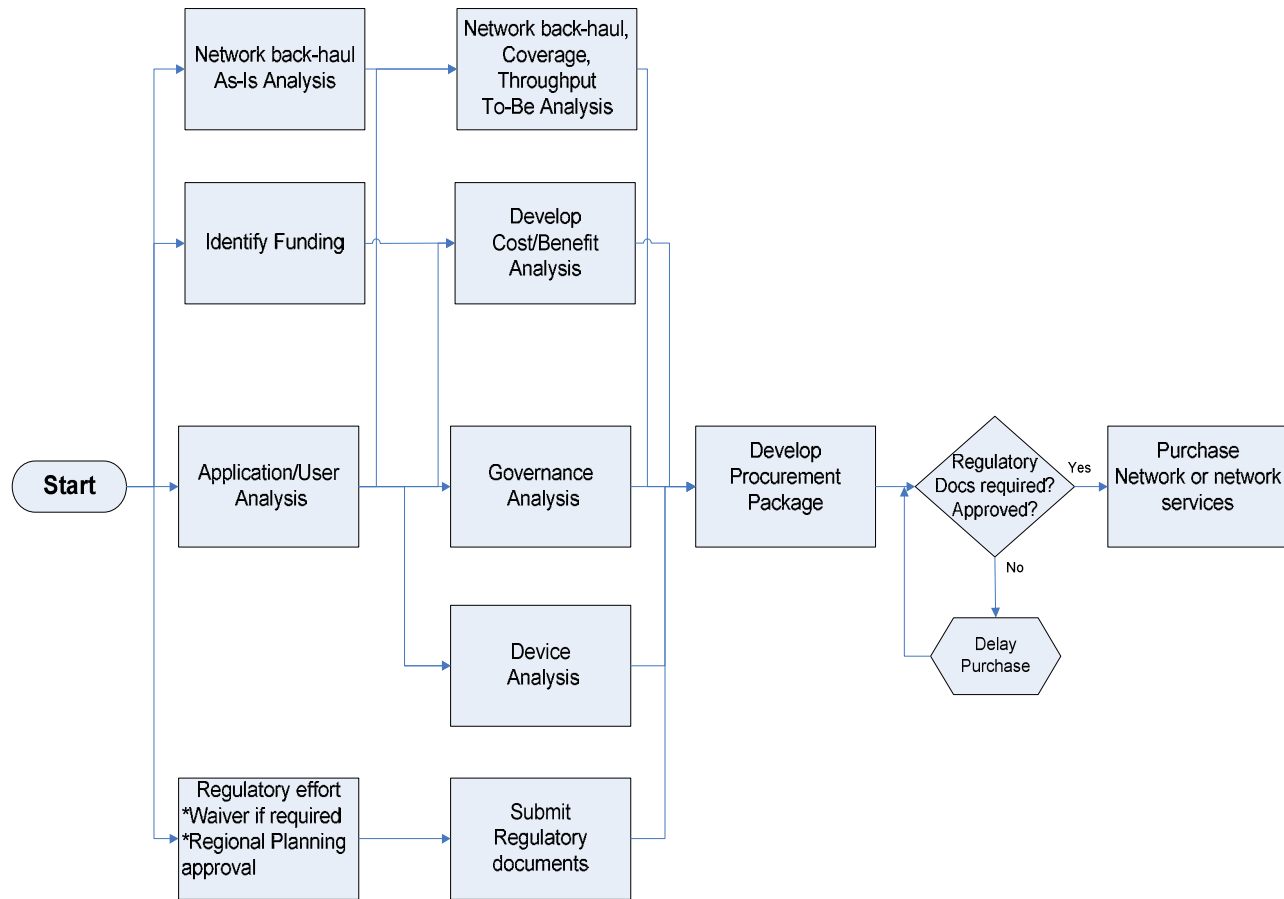 Network back-haul
As-Is Analysis
Network back-haul,
Coverage,
Throughput
To-Be Analysis
Identify Funding
Develop
Cost/Benefit
Analysis
Start
Application/User
Analysis
Governance
Analysis
Develop
Procurement
Package
Regulatory
Docs required?
Approved?
Yes
Purchase
Network or network
services
No
Delay
Purchase
Device
Analysis
Regulatory effort
*Waiver if required
*Regional Planning
approval
Submit
Regulatory
documents